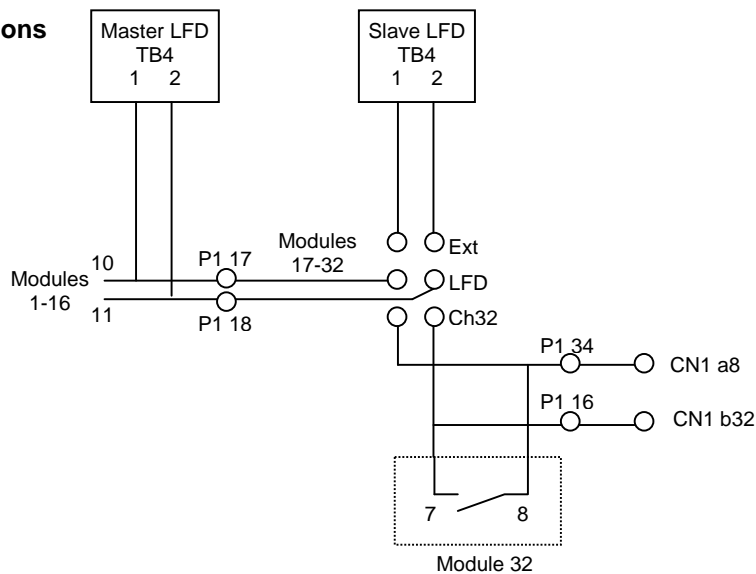 ons
Master LFD
TB4
1 2
Slave LFD
TB4
1 2
Modules
17-32
Ext
LFD
Ch32
Modules
1-16
10
11
P1 17
P1 18
P1 34
CN1 a8
P1 16
CN1 b32
7 8
Module 32